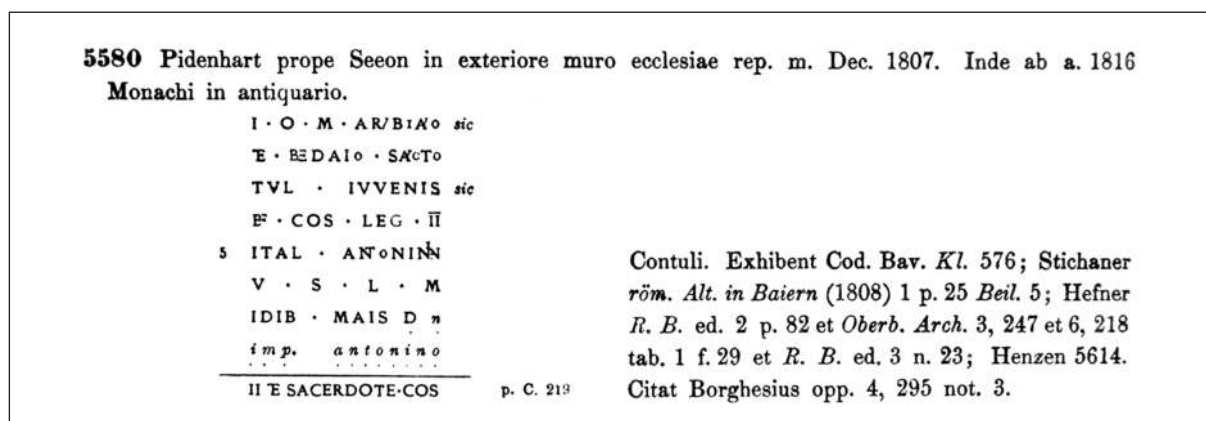 5580 Pidenhart prope Seeon in exteriore muro ecclesiae rep. m. Dec. 1807. Inde ab a. 1816
Monachi in antiquario.
I · O · M · ARVBIAO sic
E · BEDAIO · SACTO
TVL · IVVENIS sic
BF · COS · LEG · II
5 ITAL · ANTONINN
V · S · L · M
IDIB · MAIS D n
imp. antonino
II E SACERDOTE·COS p. C. 219
Contuli. Exhibent Cod. Bav. Kl. 576; Stichaner
röm. Alt. in Baiern (1808) 1 p. 25 Beil. 5; Hefner
R. B. ed. 2 p. 82 et Oberb. Arch. 3, 247 et 6, 218
tab. 1 f. 29 et R. B. ed. 3 n. 23; Henzen 5614.
Citat Borghesius opp. 4, 295 not. 3.